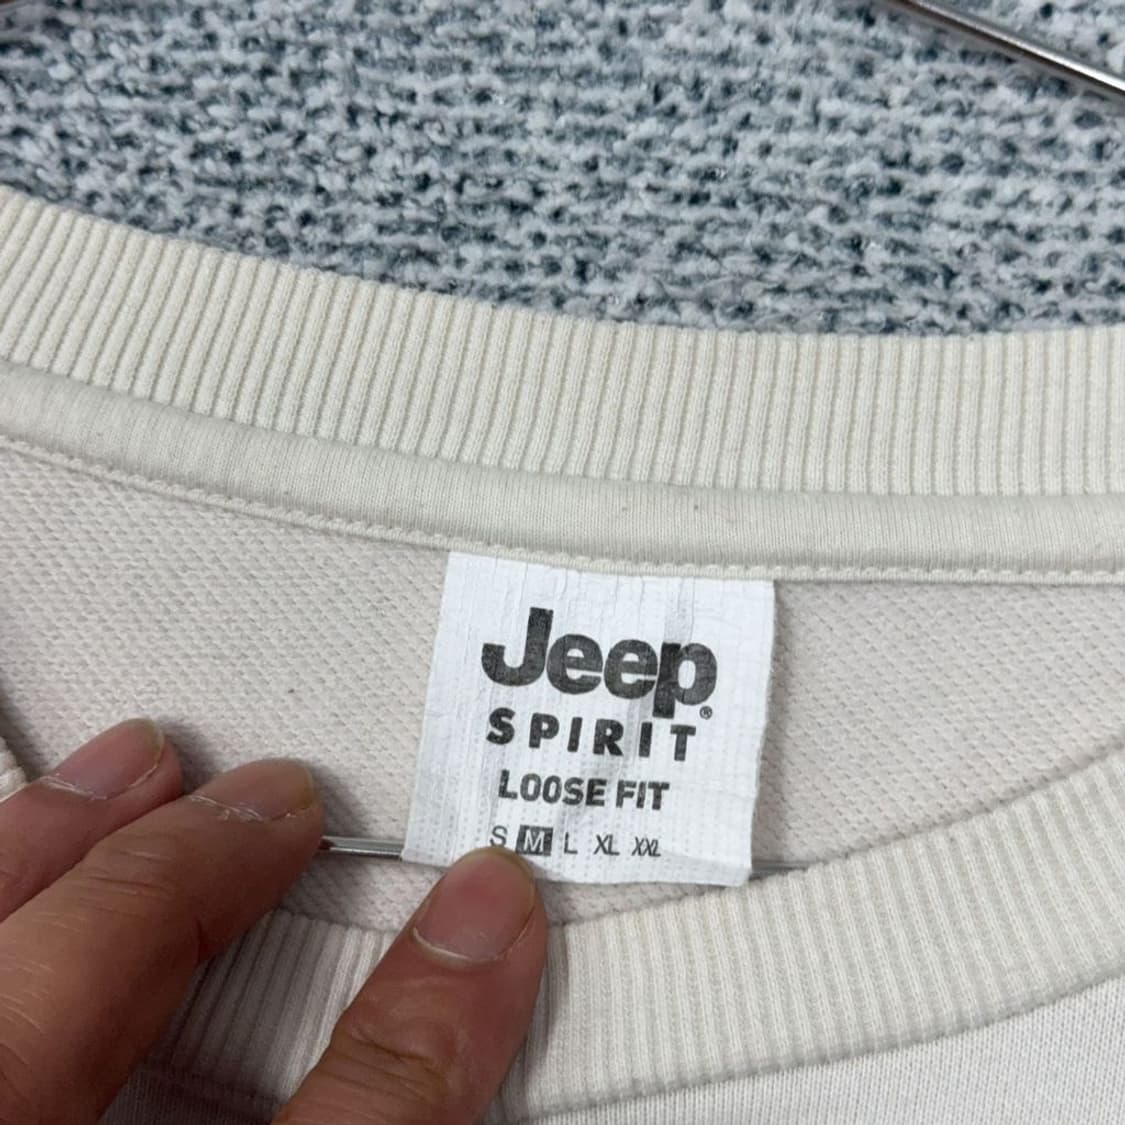 Jeep®
SPIRIT
LOOSE FIT
S M L XL XXL